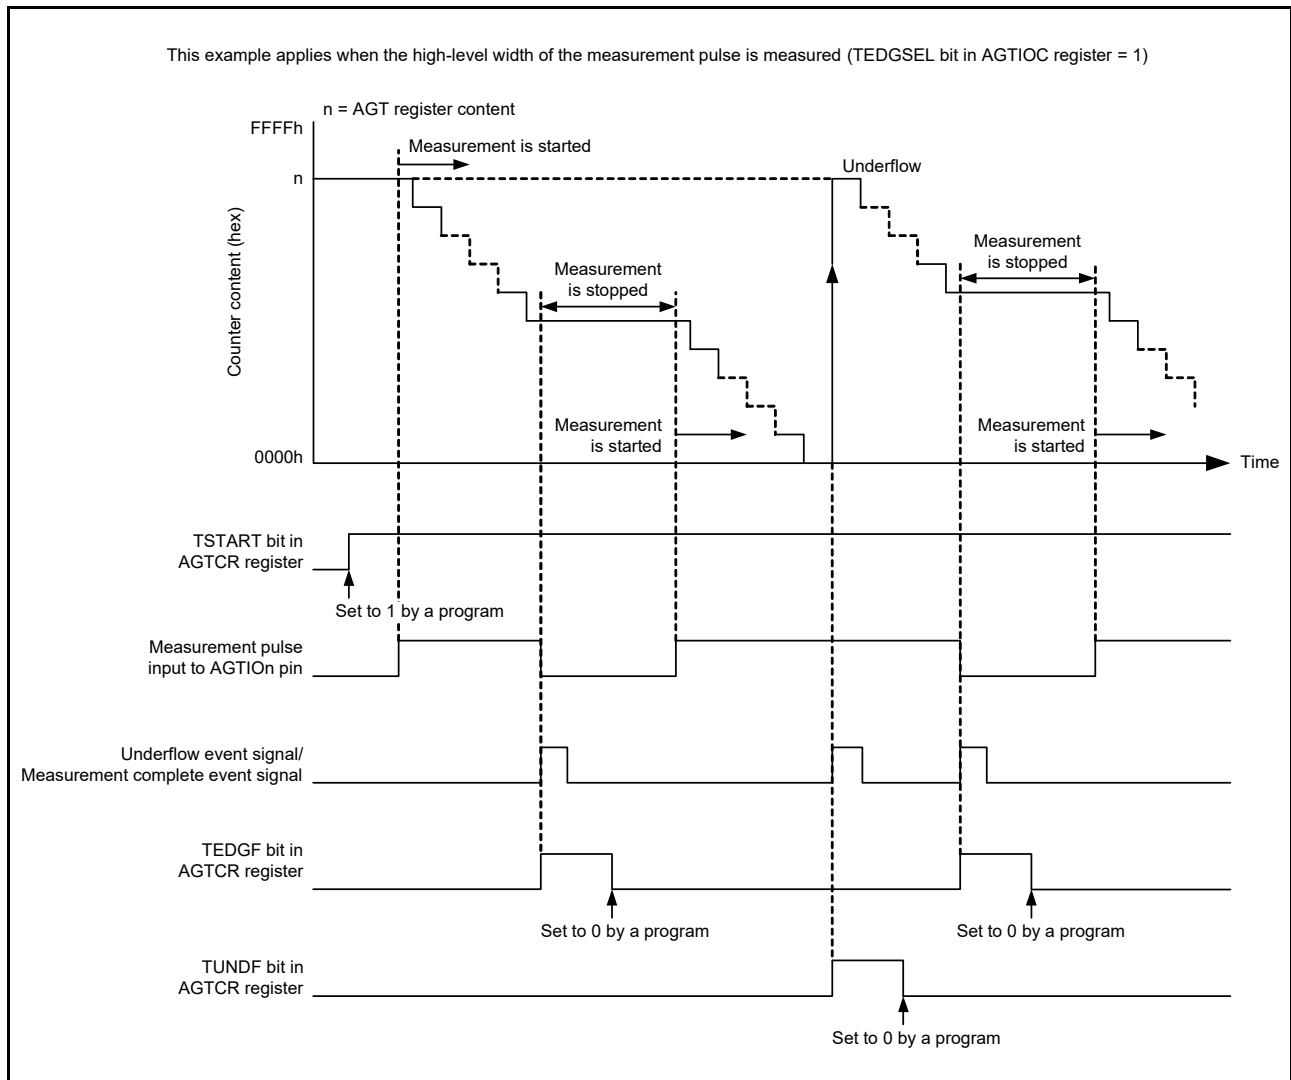 This example applies when the high-level width of the measurement pulse is measured (TEDGSEL bit in AGTIOC register = 1)
n = AGT register content
FFFFh
Measurement is started
Underflow
n
Counter content (hex)
Measurement
is stopped
Measurement
is stopped
Measurement
is started
Measurement
is started
0000h
Time
TSTART bit in
AGTCR register
Set to 1 by a program
Measurement pulse
input to AGTIOn pin
Underflow event signal/
Measurement complete event signal
TEDGF bit in
AGTCR register
Set to 0 by a program
Set to 0 by a program
TUNDF bit in
AGTCR register
Set to 0 by a program